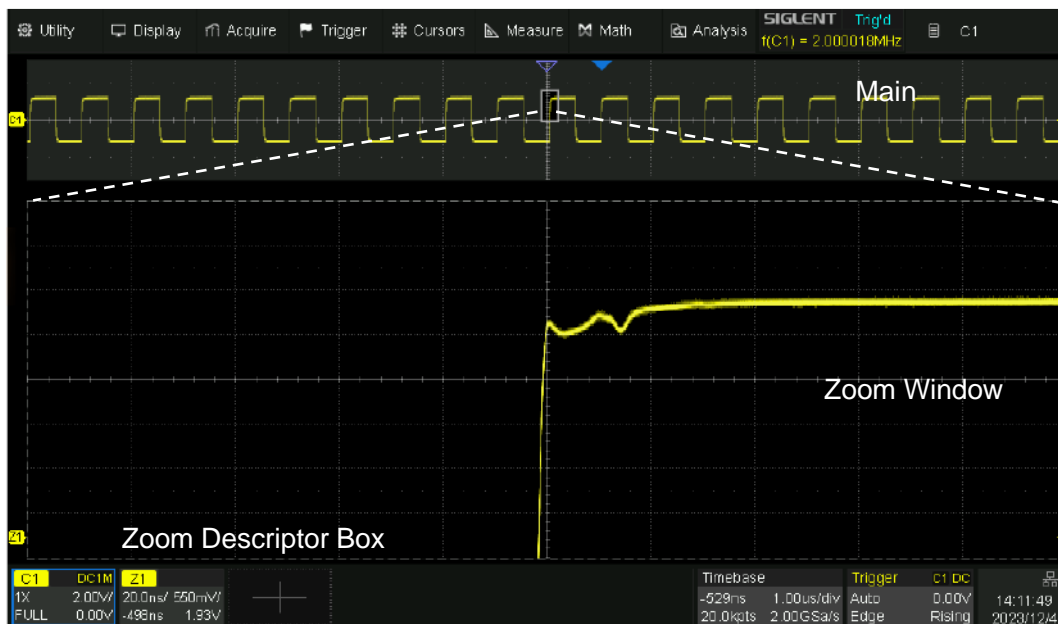 Utility Display Acquire Trigger Cursors Measure Math Analysis
SIGLENT Trig'd
f(C1) = 2.000018MHz
C1
Main
C1
Zoom Window
Z1
Zoom Descriptor Box
C1 DC1M
1X 2.00V/
FULL 0.00V
Z1
20.0ns/ 550mV/
-498ns 1.93V
Timebase
-529ns 1.00us/div
20.0kpts 2.00GSa/s
Trigger C1 DC
Auto 0.00V
Edge Rising
14:11:49
2023/12/4